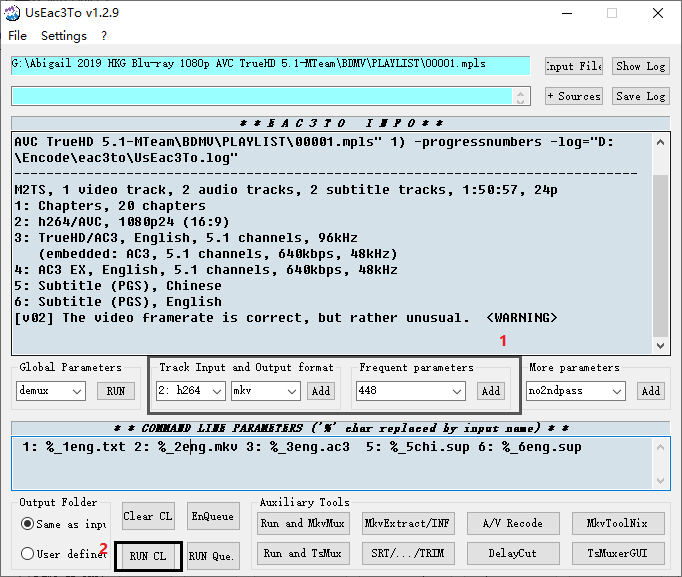 UsEac3To v1.2.9
File Settings ?
G:\Abigail 2019 HKG Blu-ray 1080p AVC TrueHD 5.1-MTeam\BDMV\PLAYLIST\00001.mpls
Input File
Show Log
+ Sources
Save Log
* * E A C 3 T O I N F O * *
AVC TrueHD 5.1-MTeam\BDMV\PLAYLIST\00001.mpls" 1) -progressnumbers -log="D:
\Encode\eac3to\UsEac3To.log"
------------------------------------------------------------------------------
M2TS, 1 video track, 2 audio tracks, 2 subtitle tracks, 1:50:57, 24p
1: Chapters, 20 chapters
2: h264/AVC, 1080p24 (16:9)
3: TrueHD/AC3, English, 5.1 channels, 96kHz
(embedded: AC3, 5.1 channels, 640kbps, 48kHz)
4: AC3 EX, English, 5.1 channels, 640kbps, 48kHz
5: Subtitle (PGS), Chinese
6: Subtitle (PGS), English
[v02] The video framerate is correct, but rather unusual. <WARNING>
1
Global Parameters
Track Input and Output format
Frequent parameters
More parameters
demux
RUN
2: h264
mkv
Add
448
Add
no2ndpass
Add
* * COMMAND LINE PARAMETERS ('%' char replaced by input name) * *
1: %_1eng.txt 2: %_2eng.mkv 3: %_3eng.ac3 5: %_5chi.sup 6: %_6eng.sup
Output Folder
Same as inpu
User define
2
Clear CL
EnQueue
RUN CL
RUN Que.
Auxiliary Tools
Run and MkvMux
MkvExtract/INF
A/V Recode
MkvToolNix
Run and TsMux
SRT/.../TRIM
DelayCut
TsMuxerGUI